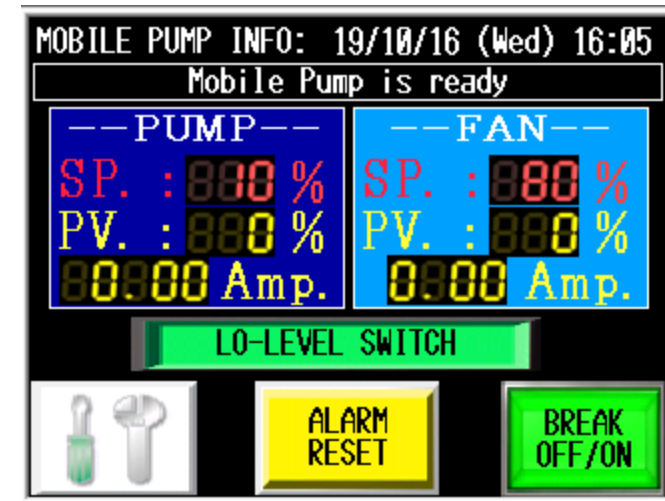 MOBILE PUMP INFO: 19/10/16 (Wed) 16:05
Mobile Pump is ready
--PUMP--
SP. : 10 %
PV. : 0 %
0.00 Amp.
--FAN--
SP. : 80 %
PV. : 0 %
0.00 Amp.
LO-LEVEL SWITCH
ALARM
RESET
BREAK
OFF/ON